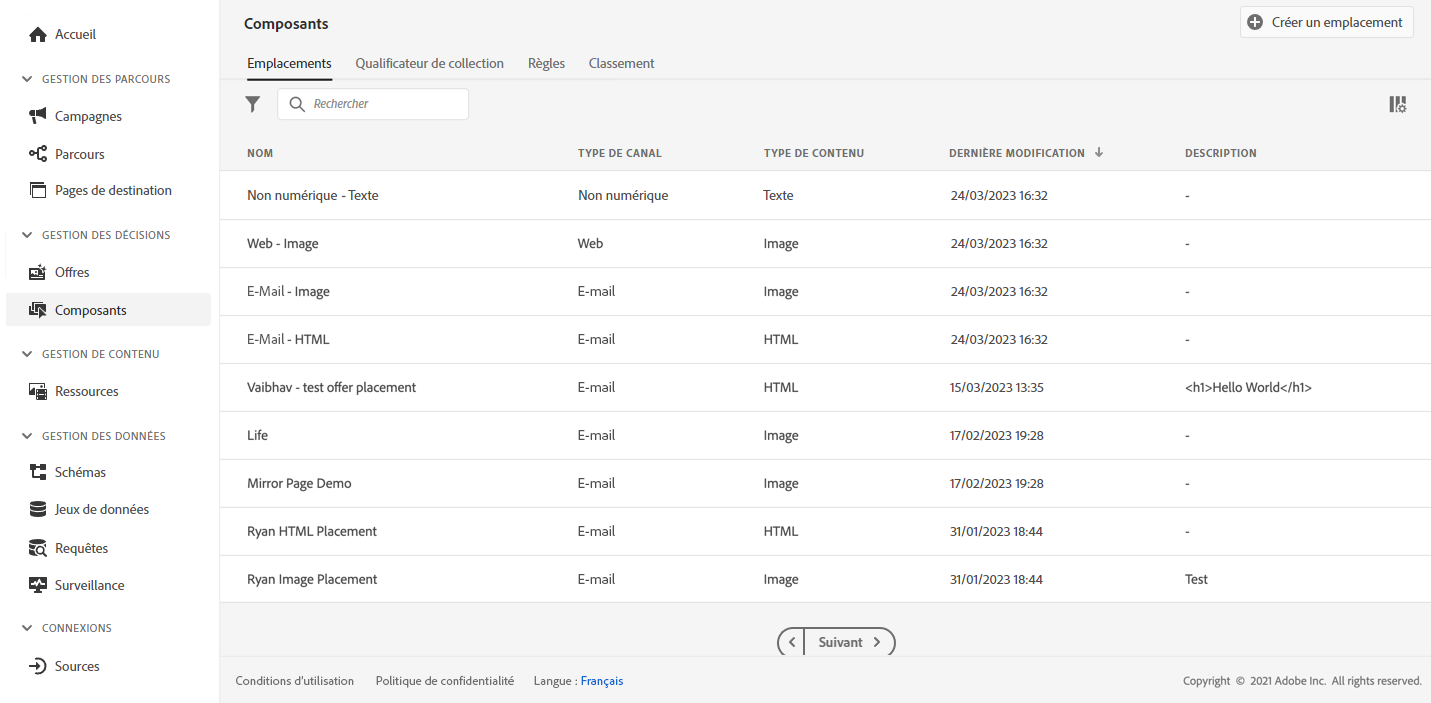 Accueil
GESTION DES PARCOURS
Campagnes
Parcours
Pages de destination
GESTION DES DÉCISIONS
Offres
Composants
GESTION DE CONTENU
Ressources
GESTION DES DONNÉES
Schémas
Jeux de données
Requêtes
Surveillance
CONNEXIONS
Sources
Composants
Créer un emplacement
Emplacements Qualificateur de collection Règles Classement
Rechercher
NOM TYPE DE CANAL TYPE DE CONTENU DERNIÈRE MODIFICATION DESCRIPTION
Non numérique - Texte Non numérique Texte 24/03/2023 16:32 -
Web - Image Web Image 24/03/2023 16:32 -
E-Mail - Image E-mail Image 24/03/2023 16:32 -
E-Mail - HTML E-mail HTML 24/03/2023 16:32 -
Vaibhav - test offer placement E-mail HTML 15/03/2023 13:35 <h1>Hello World</h1>
Life E-mail Image 17/02/2023 19:28 -
Mirror Page Demo E-mail Image 17/02/2023 19:28 -
Ryan HTML Placement E-mail HTML 31/01/2023 18:44 -
Ryan Image Placement E-mail Image 31/01/2023 18:44 Test
Suivant
Conditions d'utilisation Politique de confidentialité Langue : Français Copyright © 2021 Adobe Inc. All rights reserved.